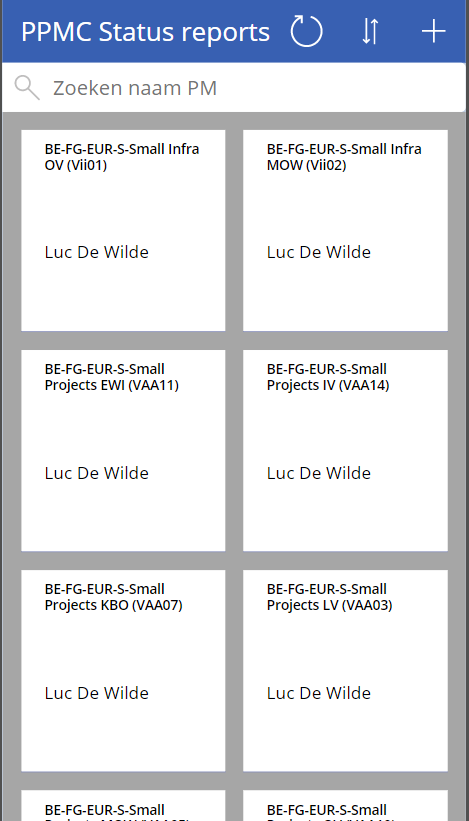 PPMC Status reports
Zoeken naam PM
BE-FG-EUR-S-Small Infra
OV (Vii01)
Luc De Wilde
BE-FG-EUR-S-Small Infra
MOW (Vii02)
Luc De Wilde
BE-FG-EUR-S-Small
Projects EWI (VAA11)
Luc De Wilde
BE-FG-EUR-S-Small
Projects IV (VAA14)
Luc De Wilde
BE-FG-EUR-S-Small
Projects KBO (VAA07)
Luc De Wilde
BE-FG-EUR-S-Small
Projects LV (VAA03)
Luc De Wilde
BE-FG-EUR-S-Small
BE-FG-EUR-S-Small